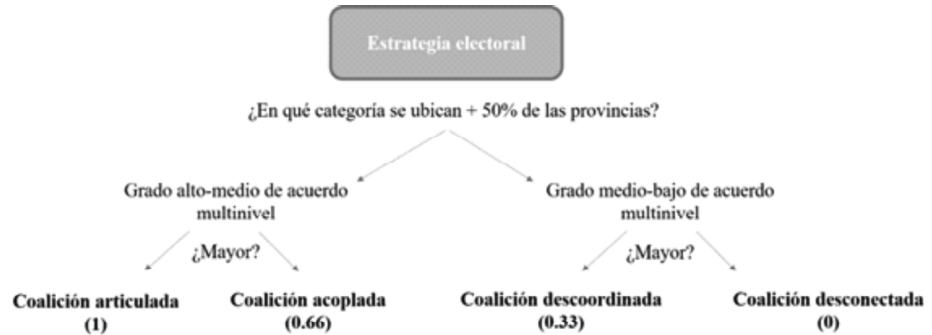 Estrategia electoral
¿En qué categoría se ubican + 50% de las provincias?
Grado alto-medio de acuerdo
multinivel
Grado medio-bajo de acuerdo
multinivel
¿Mayor?
¿Mayor?
Coalición articulada
(1)
Coalición acoplada
(0.66)
Coalición descoordinada
(0.33)
Coalición desconectada
(0)